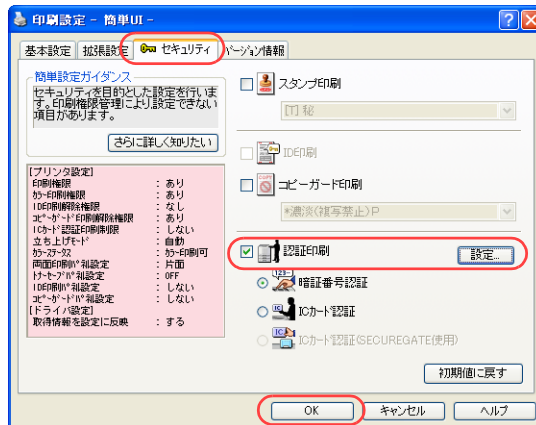 印刷設定 - 簡単UI -
基本設定 拡張設定 セキュリティ バージョン情報
簡単設定ガイダンス
セキュリティを目的とした設定を行いま
す。印刷権限管理により、設定できない
項目があります。
さらに詳しく知りたい
[プリンタ設定]
印刷権限 : あり
カラー印刷権限 : あり
IDE印刷解除権限 : なし
コピーガード印刷解除権限 : あり
ICカード認証印刷制限 : しない
立ち上げモード : 自動
カラーステータス : カラー印刷可
両面印刷パネル設定 : 片面
トナーセーブパネル設定 : OFF
IDE印刷パネル設定 : しない
コピーガードパネル設定 : しない
[ドライバ設定]
取得情報を設定に反映 : する
スタンプ印刷
[T] 秘
IDE印刷
コピーガード印刷
*濃淡(複写禁止)P
認証印刷
設定...
暗証番号認証
ICカード認証
ICカード認証(SECUREGATE使用)
初期値に戻す
OK キャンセル ヘルプ